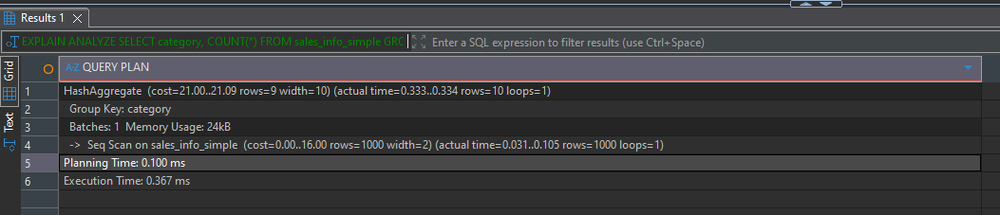 Results 1
EXPLAIN ANALYZE SELECT category, COUNT(*) FROM sales_info_simple GRO
Enter a SQL expression to filter results (use Ctrl+Space)
Grid
Text
A-Z QUERY PLAN
1 HashAggregate (cost=21.00..21.09 rows=9 width=10) (actual time=0.333..0.334 rows=10 loops=1)
2 Group Key: category
3 Batches: 1 Memory Usage: 24kB
4 -> Seq Scan on sales_info_simple (cost=0.00..16.00 rows=1000 width=2) (actual time=0.031..0.105 rows=1000 loops=1)
5 Planning Time: 0.100 ms
6 Execution Time: 0.367 ms